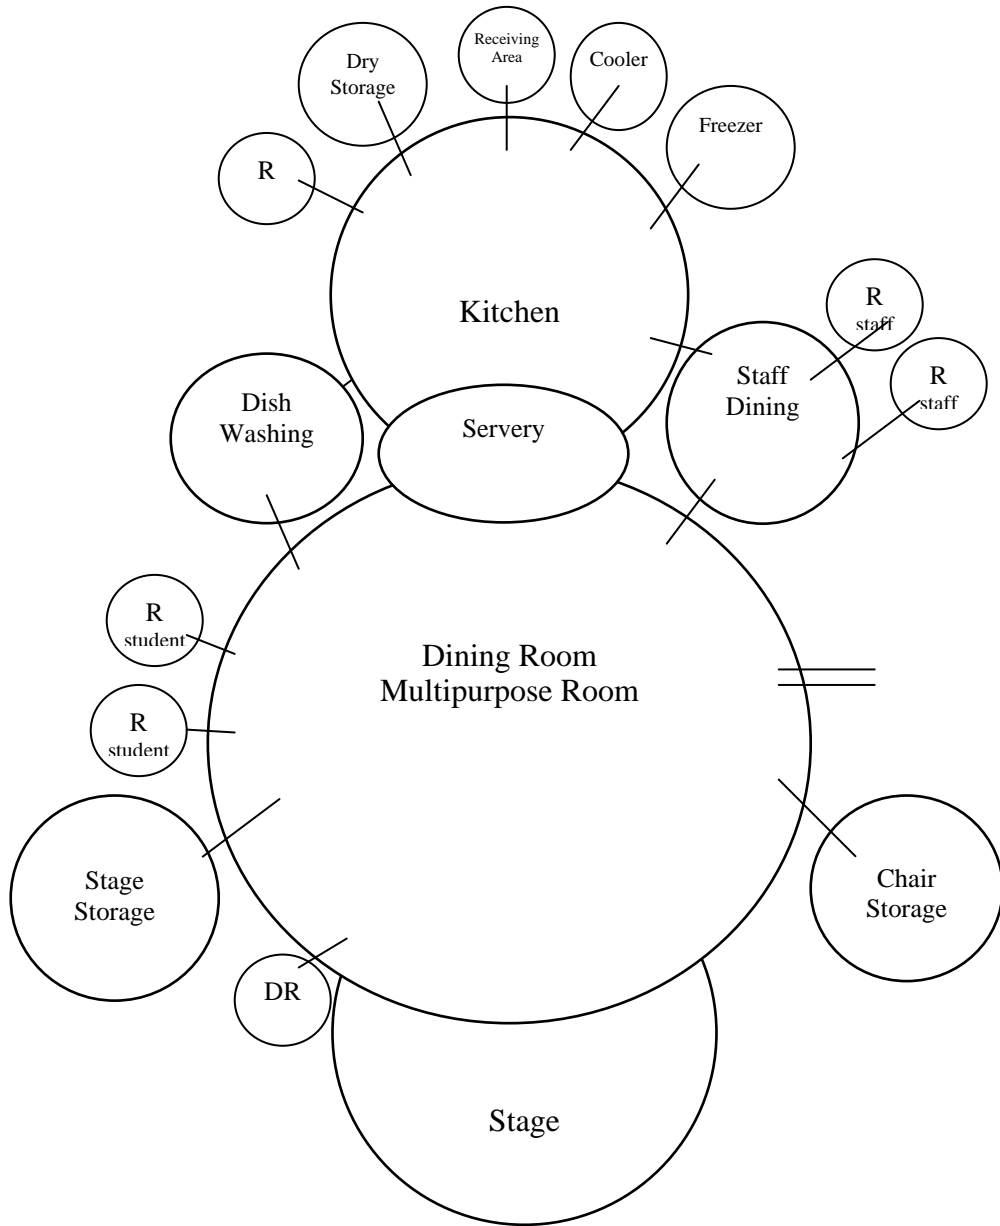 Receiving
Area
Cooler
Dry
Storage
Freezer
R
Kitchen
R
staff
R
staff
Staff
Dining
Dish
Washing
Servery
R
student
Dining Room
Multipurpose Room
R
student
Stage
Storage
Chair
Storage
DR
Stage